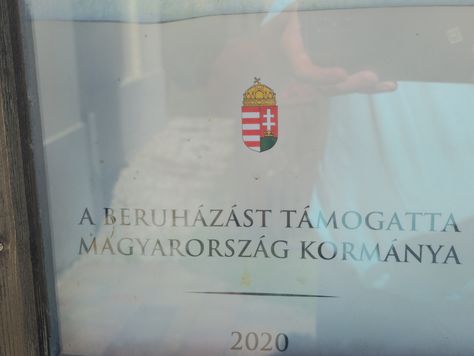 A BERUHÁZÁST TÁMOGATTA
MAGYARORSZÁG KORMÁNYA
2020